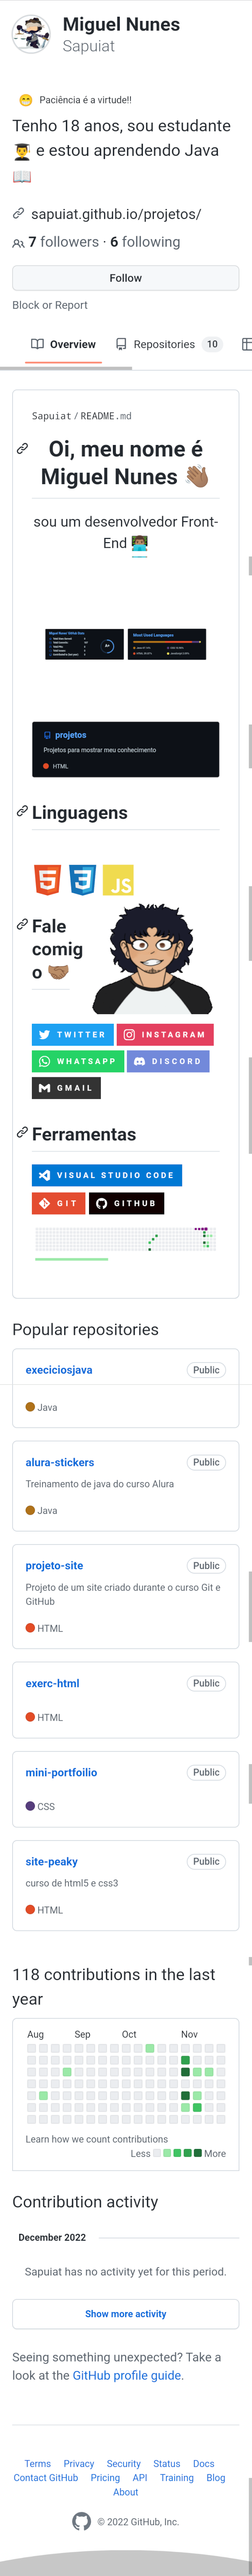 Miguel Nunes
Sapuiat
😁 Paciência é a virtude!!
Tenho 18 anos, sou estudante
👨‍🎓 e estou aprendendo Java
📖
sapuiat.github.io/projetos/
7 followers · 6 following
Follow
Block or Report
Overview
Repositories 10
Sapuiat / README.md
Oi, meu nome é
Miguel Nunes 👋🏽
sou um desenvolvedor Front-
End 👨🏽‍💻
Most Used Languages
A+
projetos
Projetos para mostrar meu conhecimento
HTML
Linguagens
5
3
JS
Fale
comig
o 🤝🏽
TWITTER
INSTAGRAM
WHATSAPP
DISCORD
GMAIL
Ferramentas
VISUAL STUDIO CODE
GIT
GITHUB
Popular repositories
execiciosjava
Public
Java
alura-stickers
Public
Treinamento de java do curso Alura
Java
projeto-site
Public
Projeto de um site criado durante o curso Git e
GitHub
HTML
exerc-html
Public
HTML
mini-portfoilio
Public
CSS
site-peaky
Public
curso de html5 e css3
HTML
118 contributions in the last
year
Aug Sep Oct Nov
Learn how we count contributions
Less More
Contribution activity
December 2022
Sapuiat has no activity yet for this period.
Show more activity
Seeing something unexpected? Take a
look at the GitHub profile guide.
Terms Privacy Security Status Docs
Contact GitHub Pricing API Training Blog
About
© 2022 GitHub, Inc.